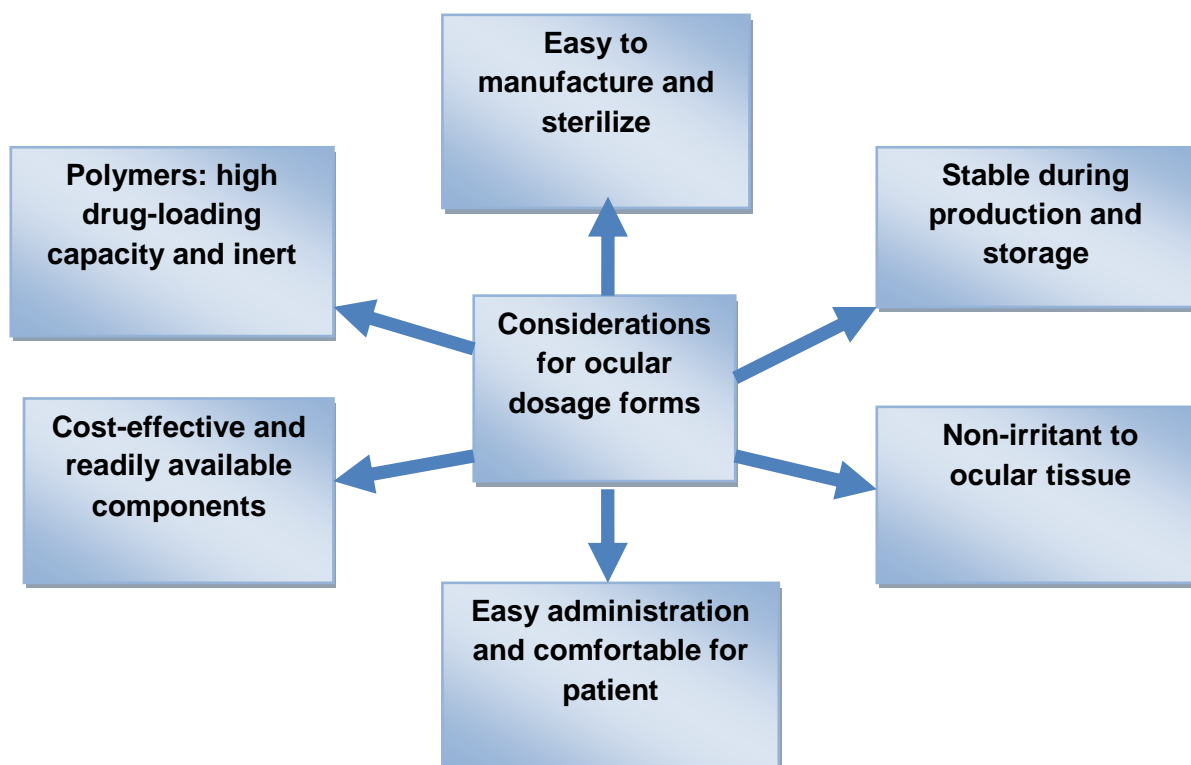 Easy to
manufacture and
sterilize
Polymers: high
drug-loading
capacity and inert
Stable during
production and
storage
Considerations
for ocular
dosage forms
Cost-effective and
readily available
components
Non-irritant to
ocular tissue
Easy administration
and comfortable for
patient